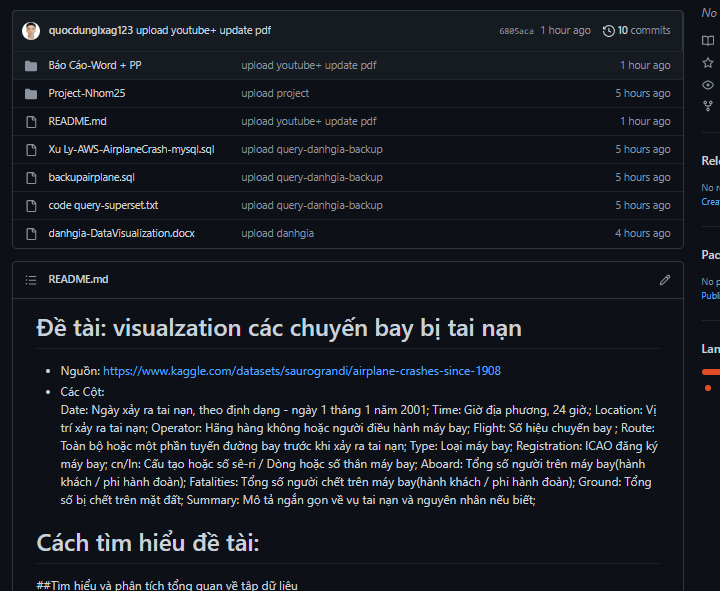 No
quocdunglxag123 upload youtube+ update pdf 6805aca 1 hour ago 10 commits
Báo Cáo-Word + PP upload youtube+ update pdf 1 hour ago
Project-Nhom25 upload project 5 hours ago
README.md upload youtube+ update pdf 1 hour ago
Xu Ly-AWS-AirplaneCrash-mysql.sql upload query-danhgia-backup 5 hours ago
backupairplane.sql upload query-danhgia-backup 5 hours ago
code query-superset.txt upload query-danhgia-backup 5 hours ago
danhgia-DataVisualization.docx upload danhgia 4 hours ago
Rel
No r
Crea
Pac
No p
Publi
Lan
README.md
Đề tài: visualzation các chuyến bay bị tai nạn
Nguồn: https://www.kaggle.com/datasets/saurograndi/airplane-crashes-since-1908
Các Cột:
Date: Ngày xảy ra tai nạn, theo định dạng - ngày 1 tháng 1 năm 2001; Time: Giờ địa phương, 24 giờ.; Location: Vị
trí xảy ra tai nạn; Operator: Hãng hàng không hoặc người điều hành máy bay; Flight: Số hiệu chuyến bay ; Route:
Toàn bộ hoặc một phần tuyến đường bay trước khi xảy ra tai nạn; Type: Loại máy bay; Registration: ICAO đăng ký
máy bay; cn/In: Cấu tạo hoặc số sê-ri / Dòng hoặc số thân máy bay; Aboard: Tổng số người trên máy bay(hành
khách / phi hành đoàn); Fatalities: Tổng số người chết trên máy bay(hành khách / phi hành đoàn); Ground: Tổng
số bị chết trên mặt đất; Summary: Mô tả ngắn gọn về vụ tai nạn và nguyên nhân nếu biết;
Cách tìm hiểu đề tài:
##Tìm hiểu và phân tích tổng quan về tập dữ liệu